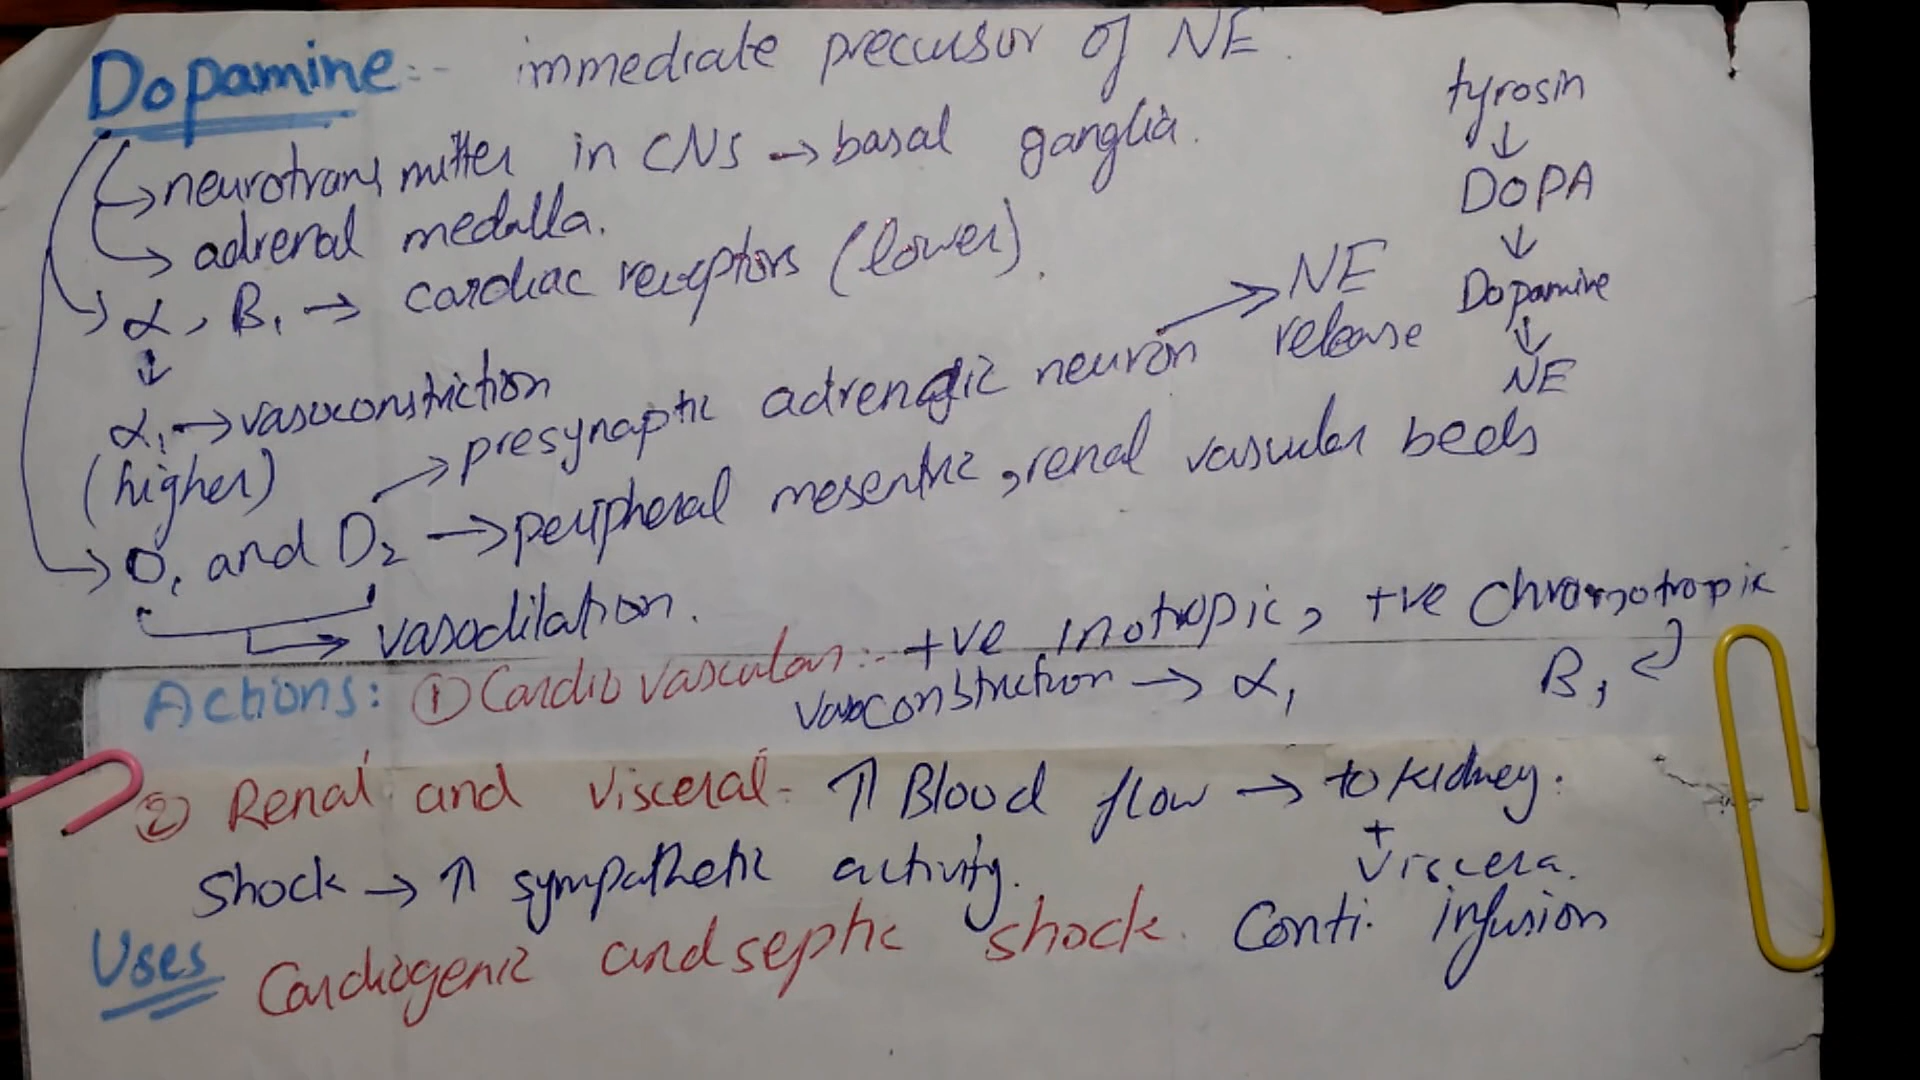 Dopamine:- immediate precursor of NE.
neurotransmitter in CNS → basal ganglia.
adrenal medulla.
α, B1 → cardiac receptors (lower).
↓
α1 → vasoconstriction
(higher)
D1 and D2 → peripheral mesentric, renal vascular beds
→ presynaptic adrenergic neuron → NE
release
→ vasodilation.
tyrosin
↓
DOPA
↓
Dopamine
↓
NE
Actions: ① Cardiovascular:- +ve inotropic, +ve Chronotropic
vasoconstriction → α1
B1
② Renal and visceral- ⇑ Blood flow → to kidney.
+
viscera.
Shock → ↑ sympathetic activity.
Uses Cardiogenic and septic shock. Conti. infusion